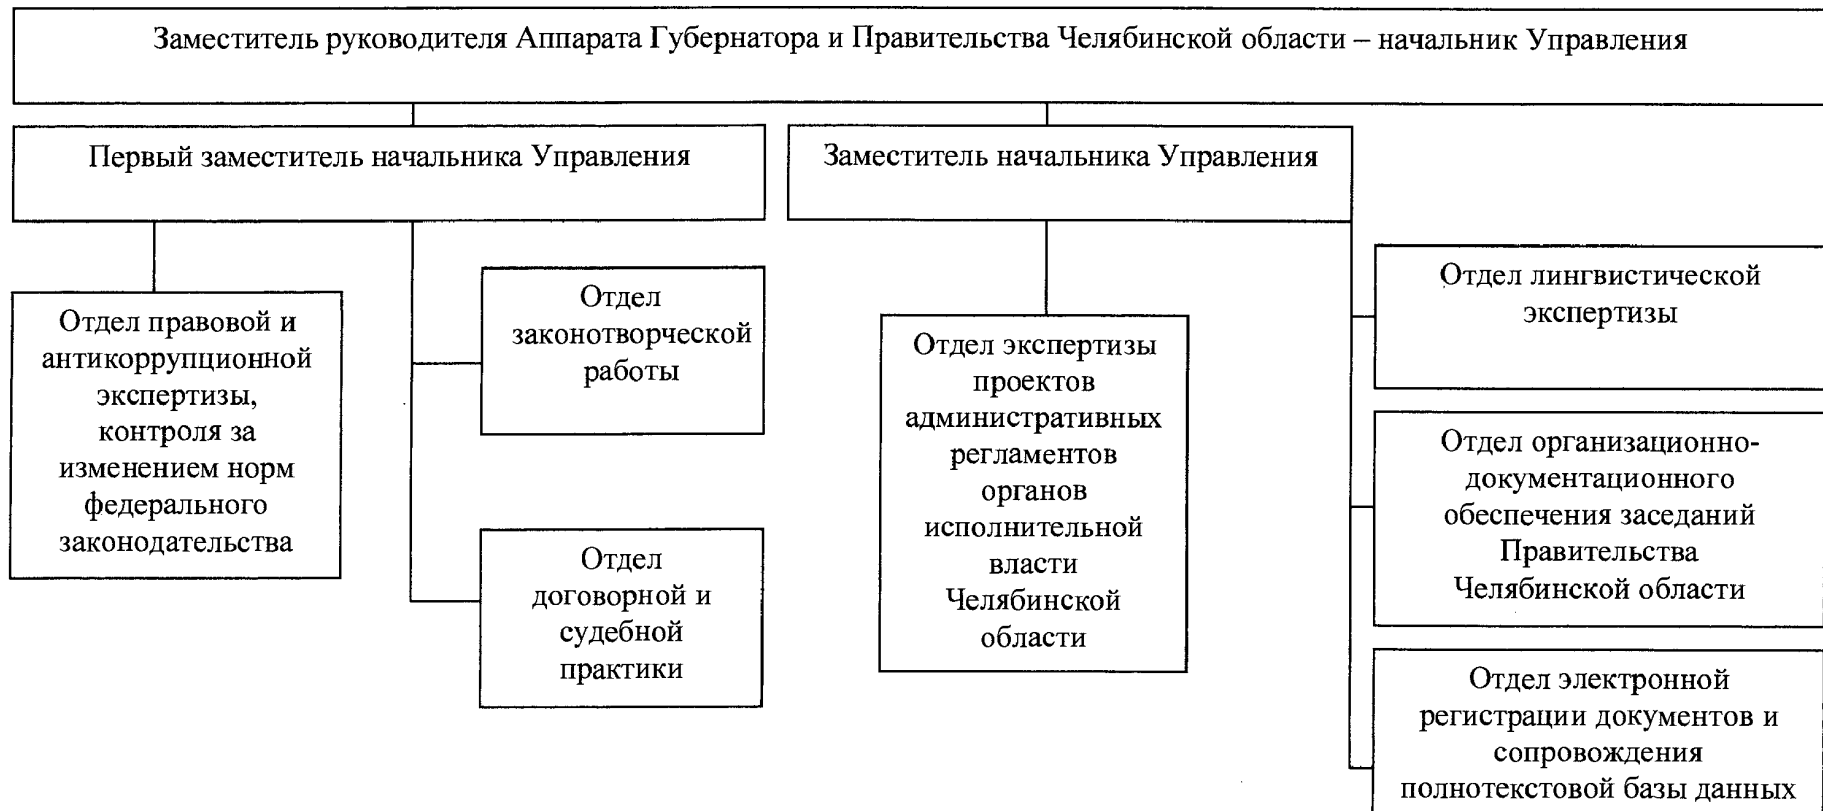 Заместитель руководителя Аппарата Губернатора и Правительства Челябинской области – начальник Управления
Первый заместитель начальника Управления
Заместитель начальника Управления
Отдел правовой и
антикоррупционной
экспертизы,
контроля за
изменением норм
федерального
законодательства
Отдел
законотворческой
работы
Отдел
договорной и
судебной
практики
Отдел экспертизы
проектов
административных
регламентов
органов
исполнительной
власти
Челябинской
области
Отдел лингвистической
экспертизы
Отдел организационно-
документационного
обеспечения заседаний
Правительства
Челябинской области
Отдел электронной
регистрации документов и
сопровождения
полнотекстовой базы данных